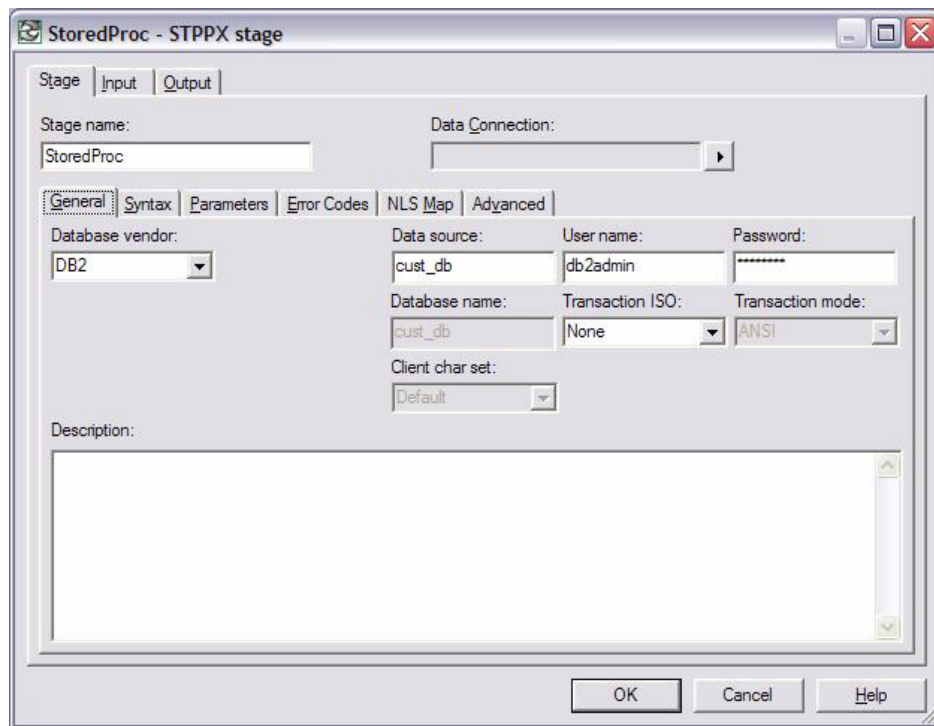 StoredProc - STPPX stage
Stage Input Output
Stage name: Data Connection:
StoredProc
General Syntax Parameters Error Codes NLS Map Advanced
Database vendor: Data source: User name: Password:
DB2 cust_db db2admin ********
Database name: Transaction ISO: Transaction mode:
cust_db None ANSI
Client char set:
Default
Description:
OK Cancel Help